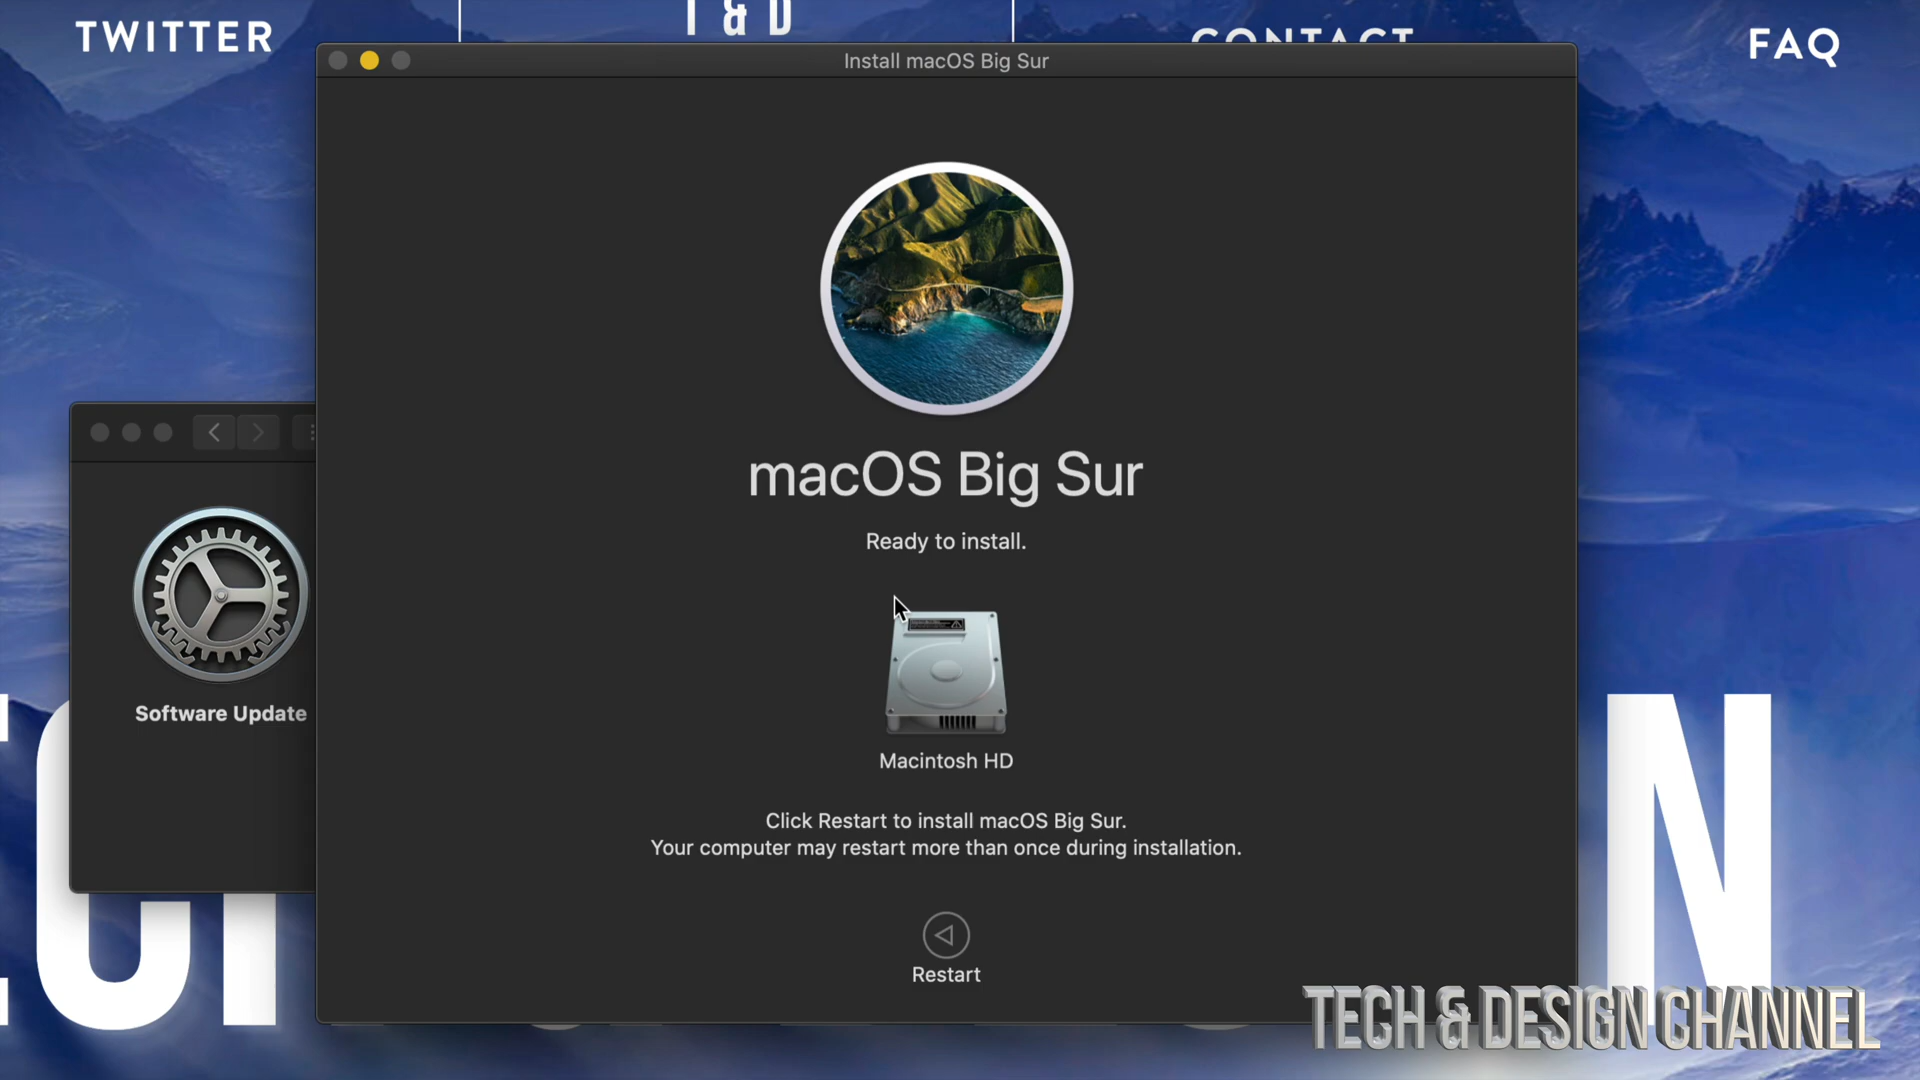 TWITTER
T & D
CONTACT
FAQ
Install macOS Big Sur
macOS Big Sur
Ready to install.
Software Update
Macintosh HD
Click Restart to install macOS Big Sur.
Your computer may restart more than once during installation.
Restart
N
TECH & DESIGN CHANNEL